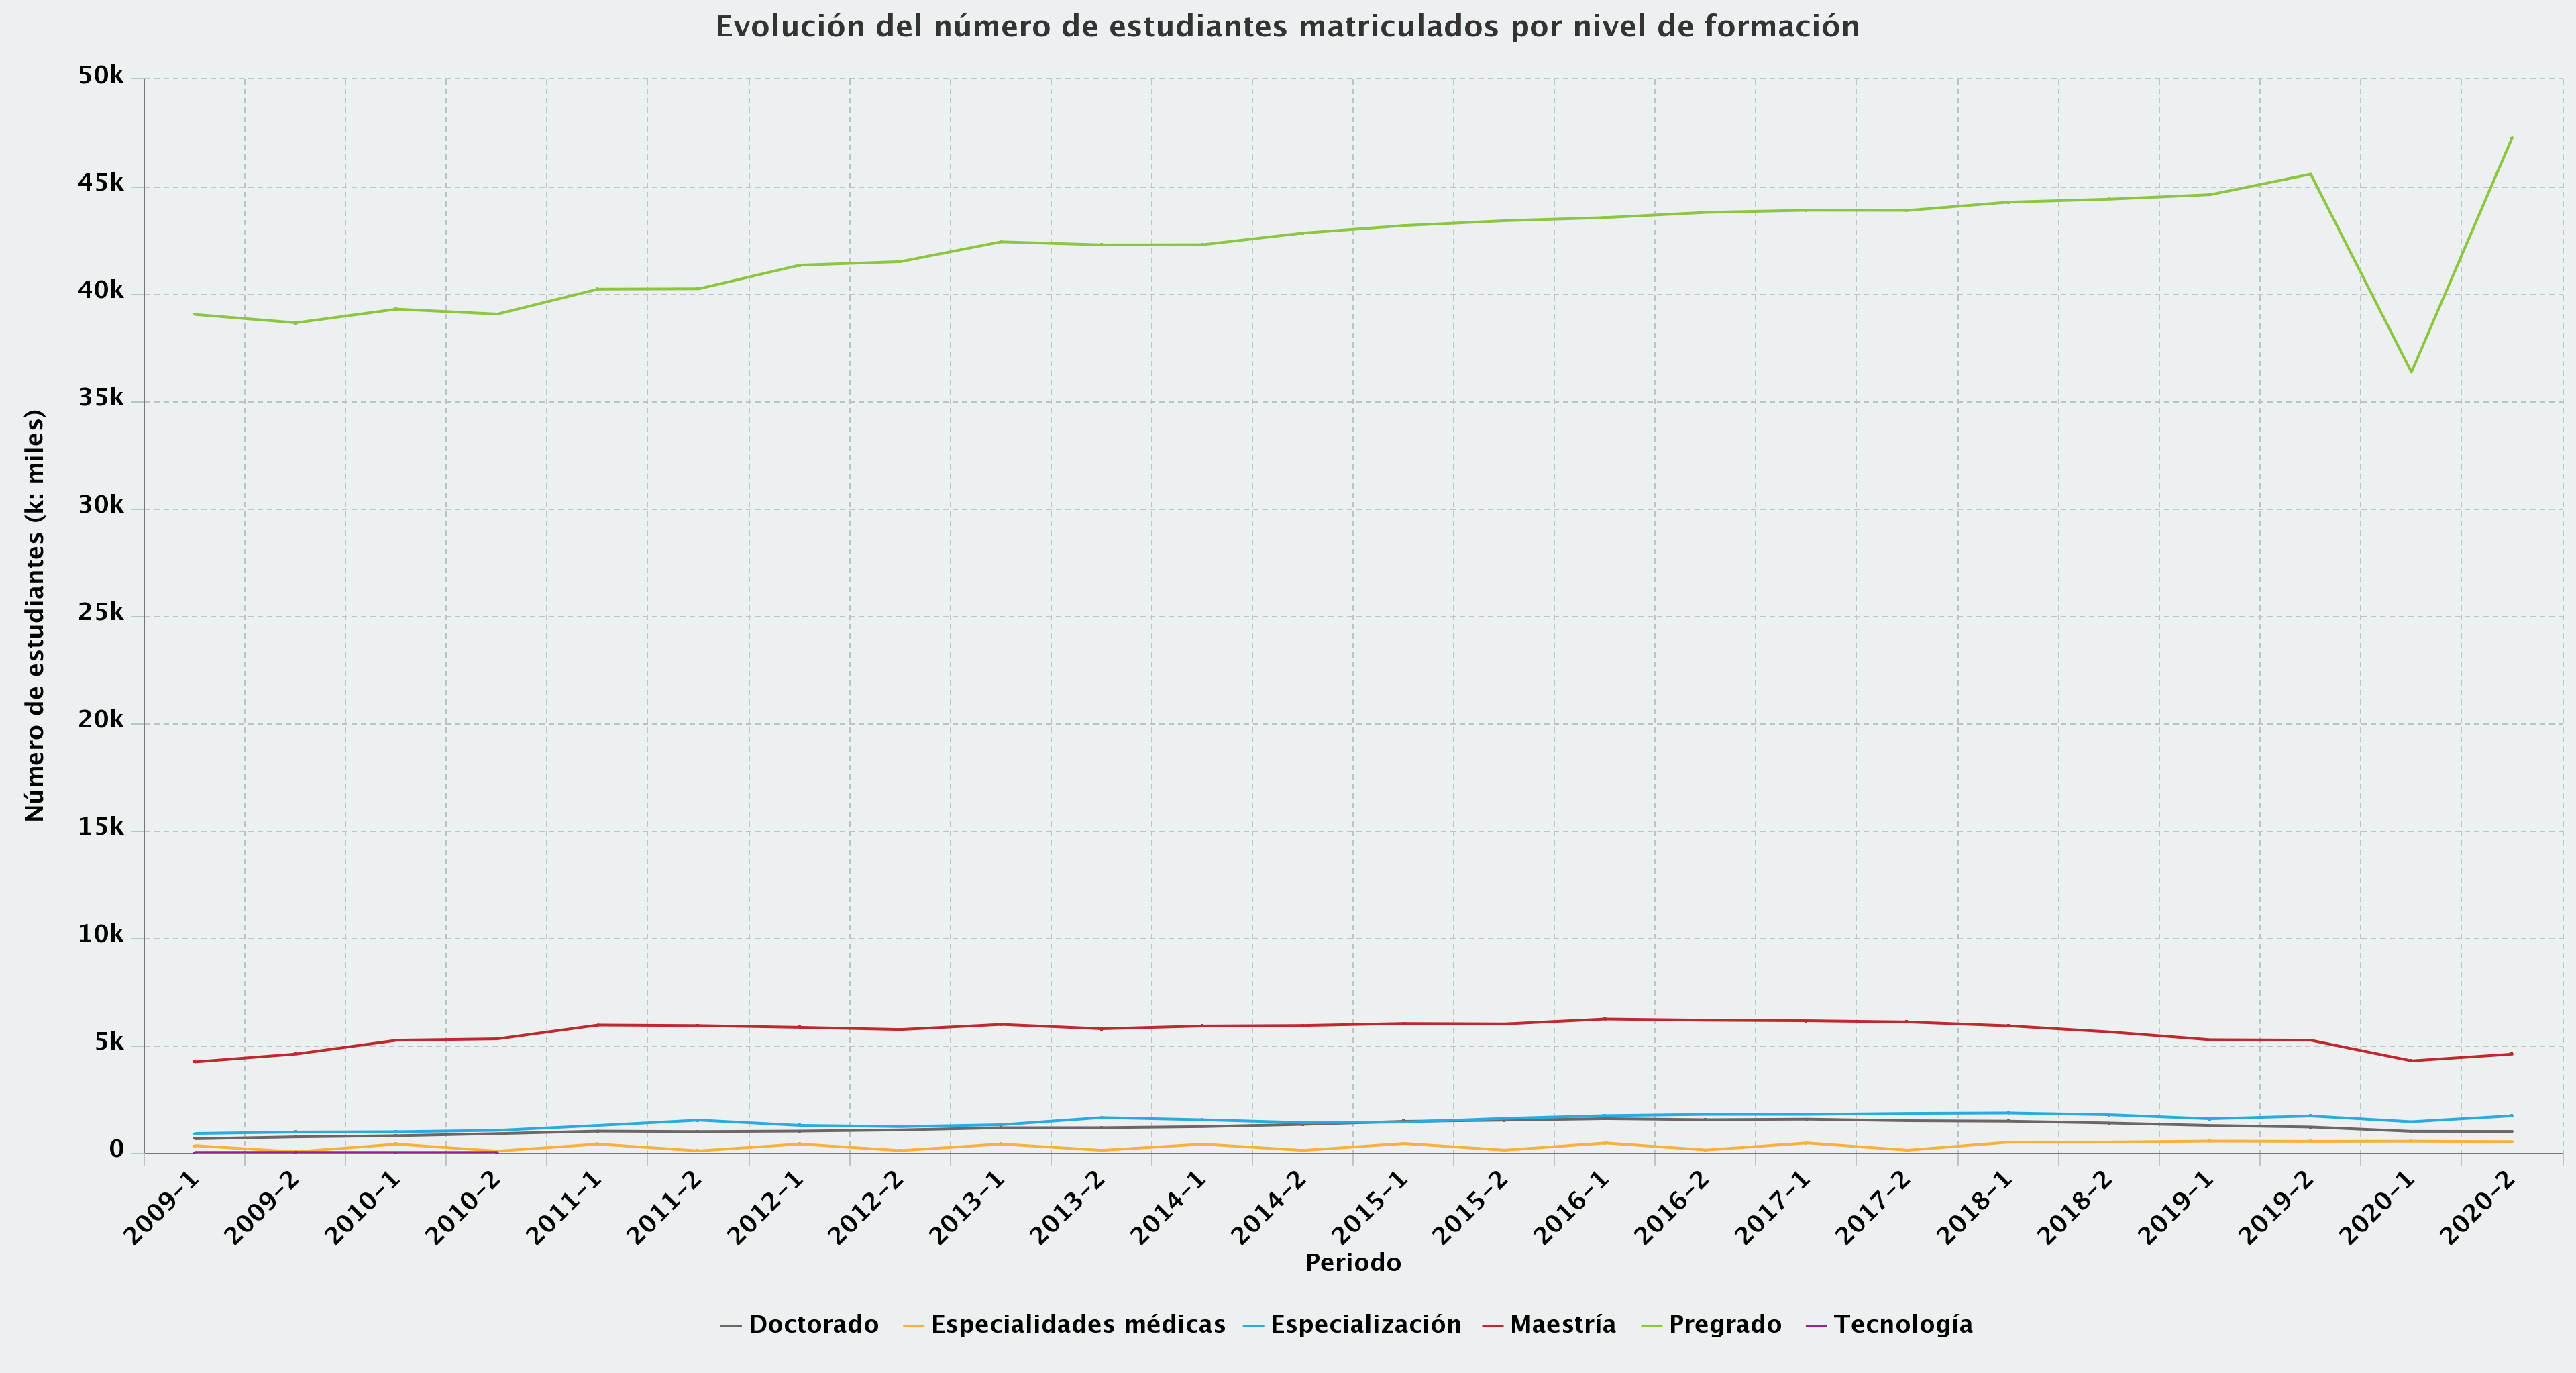 Evolución del número de estudiantes matriculados por nivel de formación
Número de estudiantes (k: miles)
50k
45k
40k
35k
30k
25k
20k
15k
10k
5k
0
2009-1
2009-2
2010-1
2010-2
2011-1
2011-2
2012-1
2012-2
2013-1
2013-2
2014-1
2014-2
2015-1
2015-2
2016-1
2016-2
2017-1
2017-2
2018-1
2018-2
2019-1
2019-2
2020-1
2020-2
Periodo
Doctorado Especialidades médicas Especialización Maestría Pregrado Tecnología